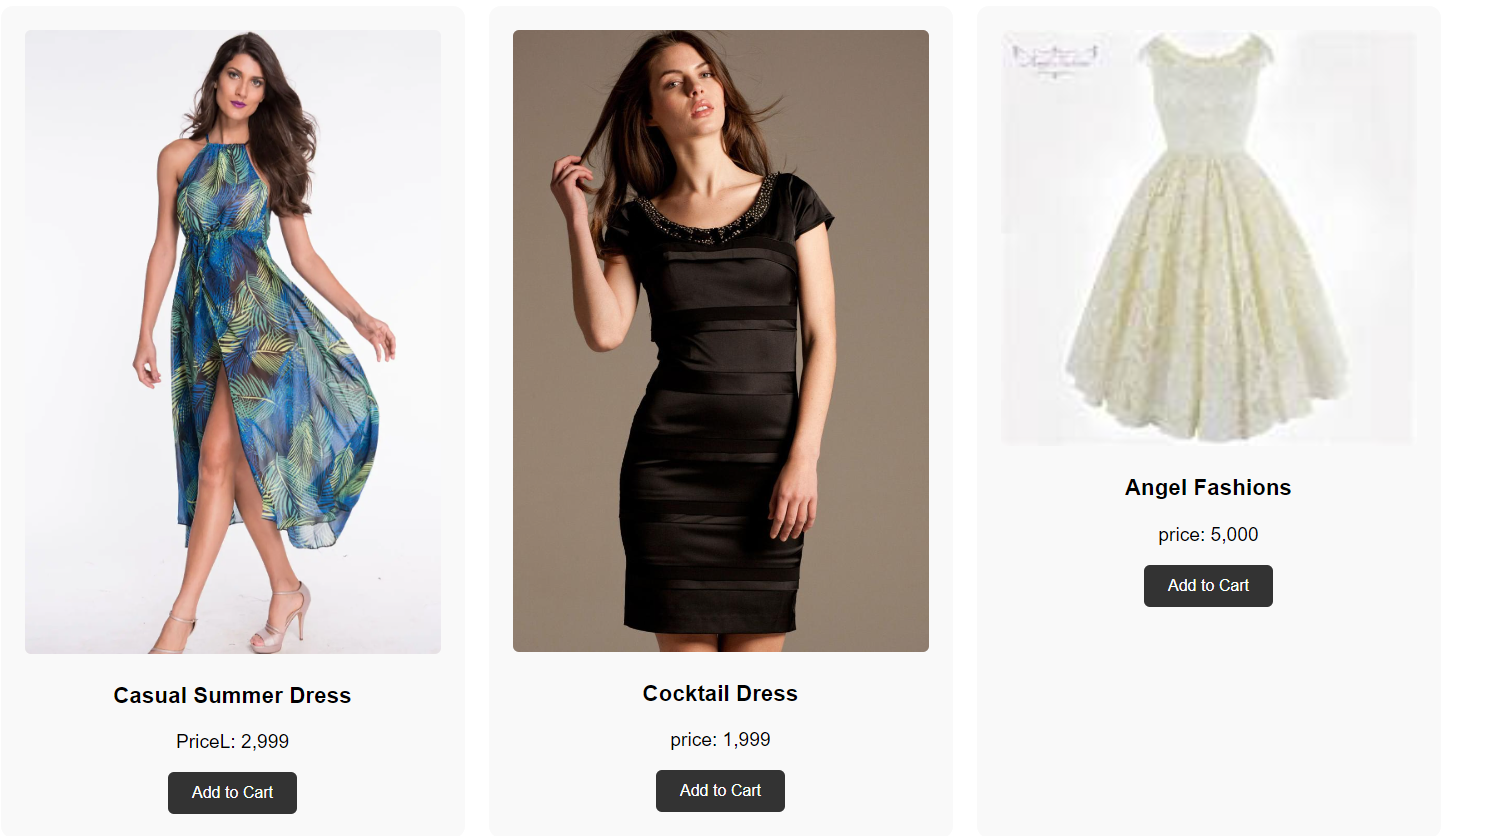 Casual Summer Dress
PriceL: 2,999
Add to Cart
Cocktail Dress
price: 1,999
Add to Cart
Angel Fashions
price: 5,000
Add to Cart